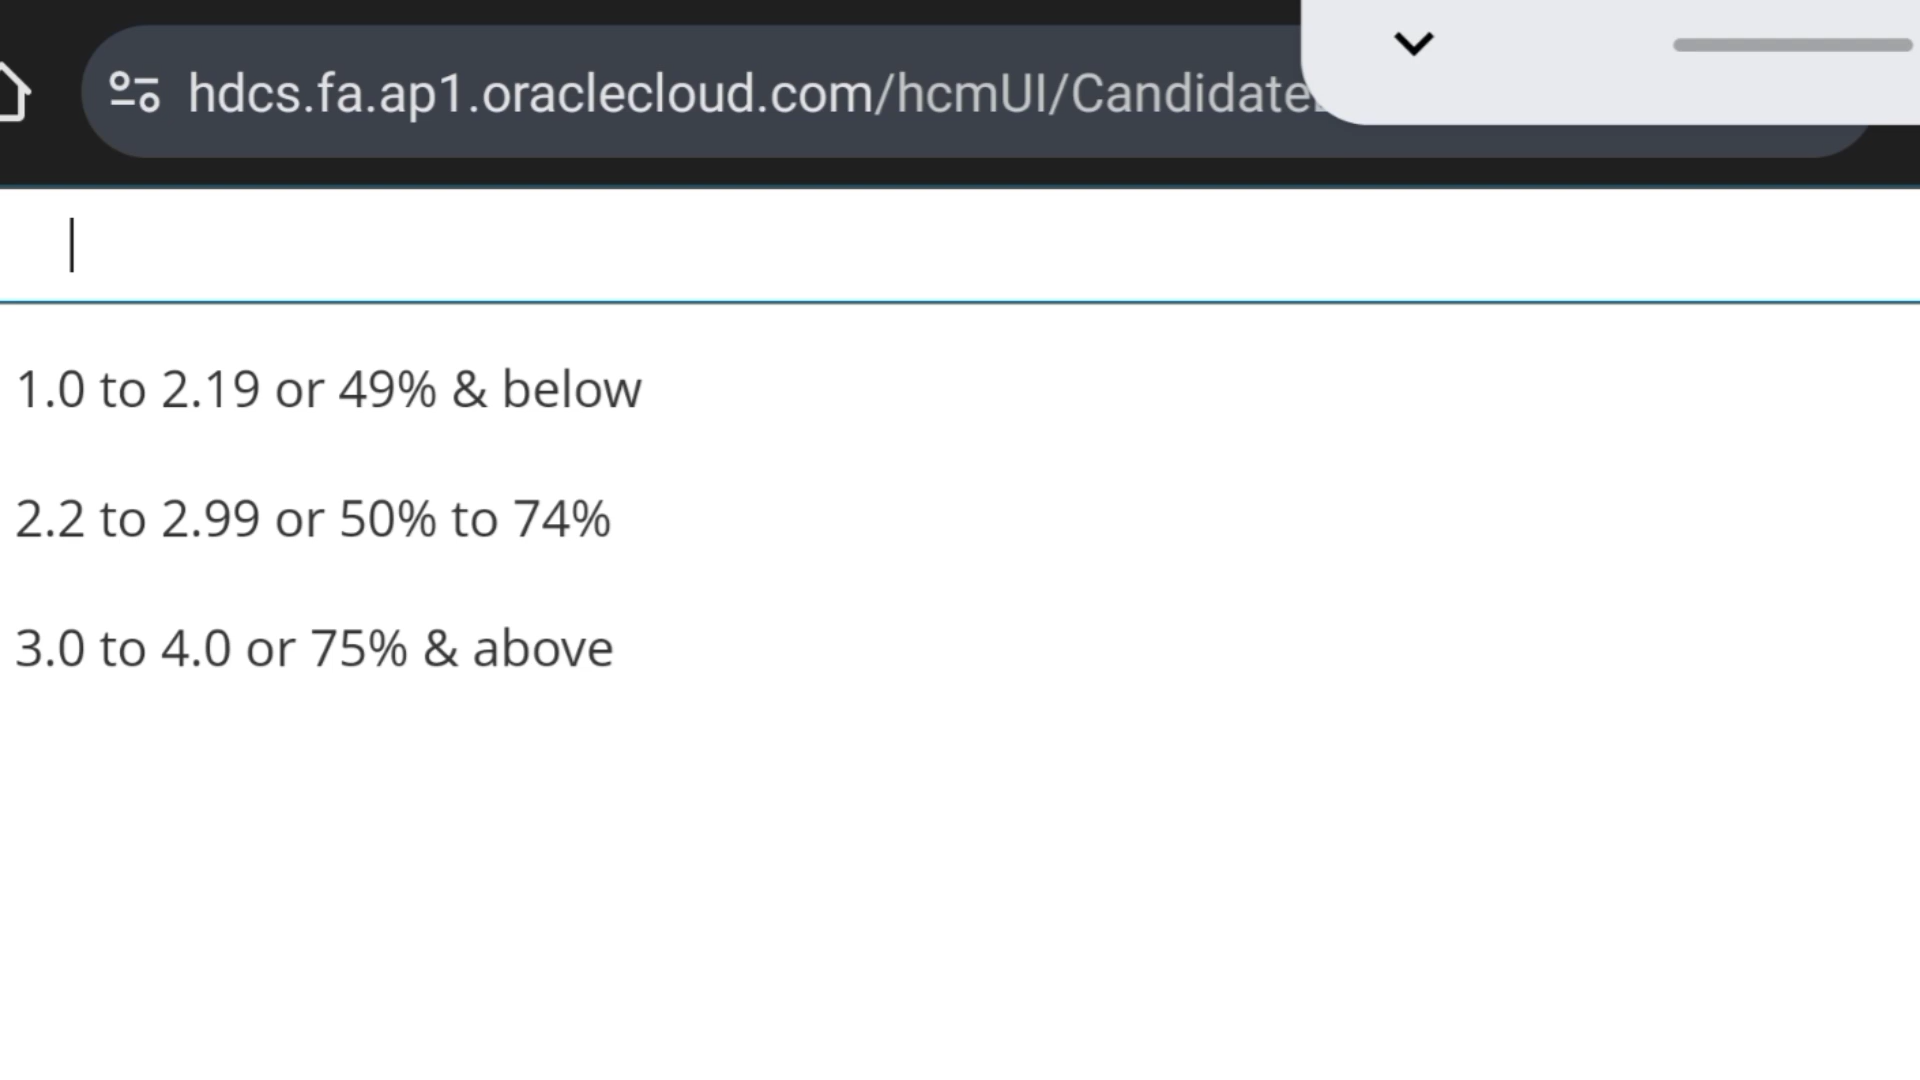 hdcs.fa.ap1.oraclecloud.com/hcmUI/Candidate
1.0 to 2.19 or 49% & below
2.2 to 2.99 or 50% to 74%
3.0 to 4.0 or 75% & above